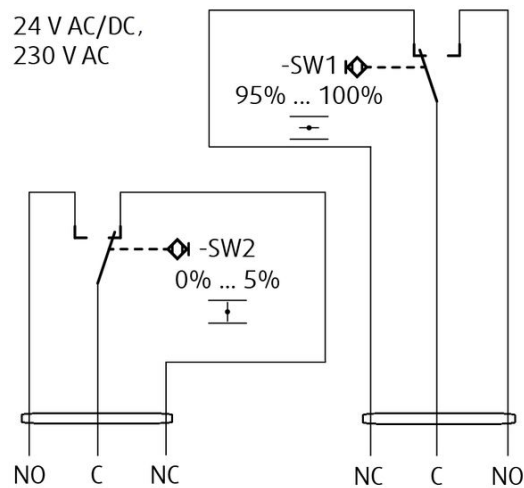 24 V AC/DC,
230 V AC
-SW1
95% ... 100%
-SW2
0% ... 5%
NO C NC
NC C NO